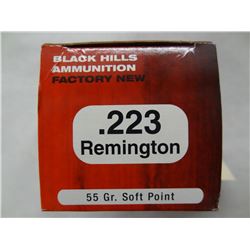 BLACK HILLS
AMMUNITION
FACTORY NEW
.223
Remington
55 Gr. Soft Point